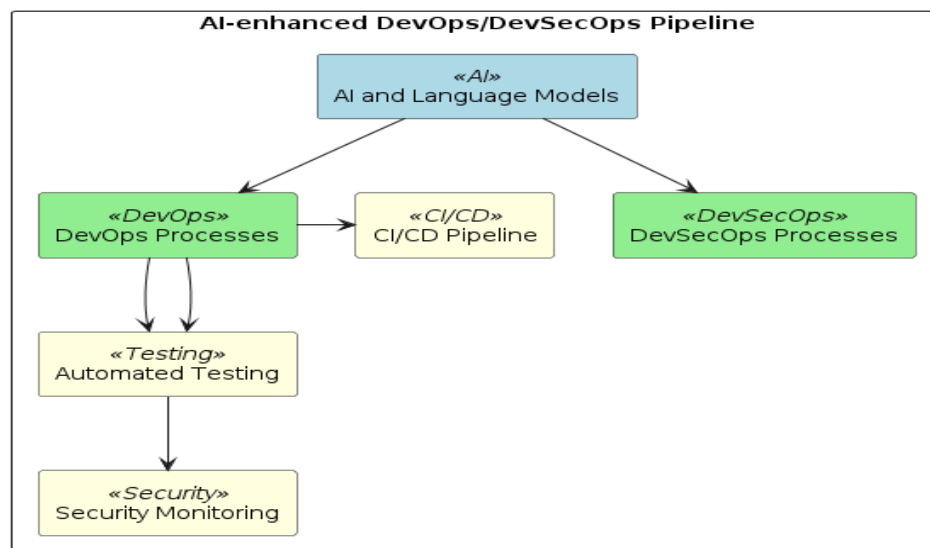 AI-enhanced DevOps/DevSecOps Pipeline
«AI»
AI and Language Models
«DevOps»
DevOps Processes
«CI/CD»
CI/CD Pipeline
«DevSecOps»
DevSecOps Processes
«Testing»
Automated Testing
«Security»
Security Monitoring